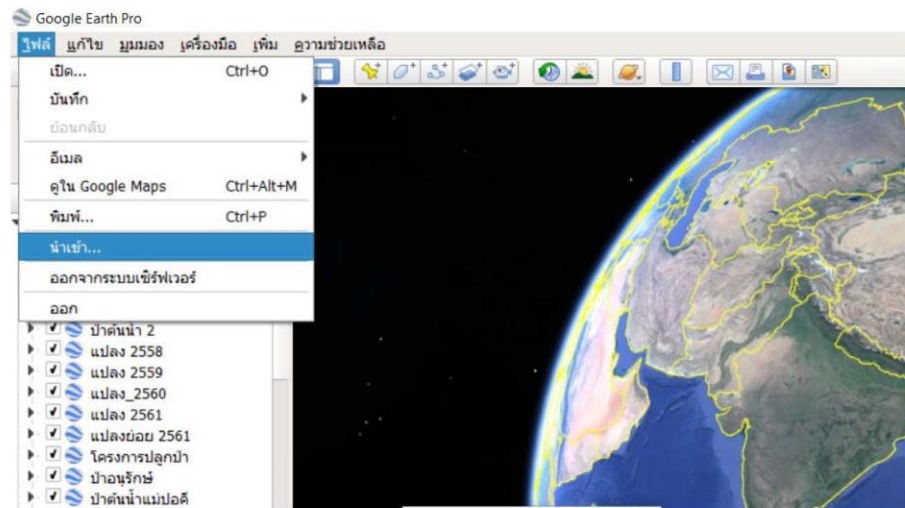 Google Earth Pro
ไฟล์ แก้ไข มุมมอง เครื่องมือ เพิ่ม ความช่วยเหลือ
เปิด... Ctrl+O
บันทึก
ย้อนกลับ
อีเมล
ดูใน Google Maps Ctrl+Alt+M
พิมพ์... Ctrl+P
นำเข้า...
ออกจากระบบเซิร์ฟเวอร์
ออก
ป่าต้นน้ำ 2
แปลง 2558
แปลง 2559
แปลง_2560
แปลง 2561
แปลงย่อย 2561
โครงการปลูกป่า
ป่าอนุรักษ์
ป่าต้นน้ำแม่ปอคี